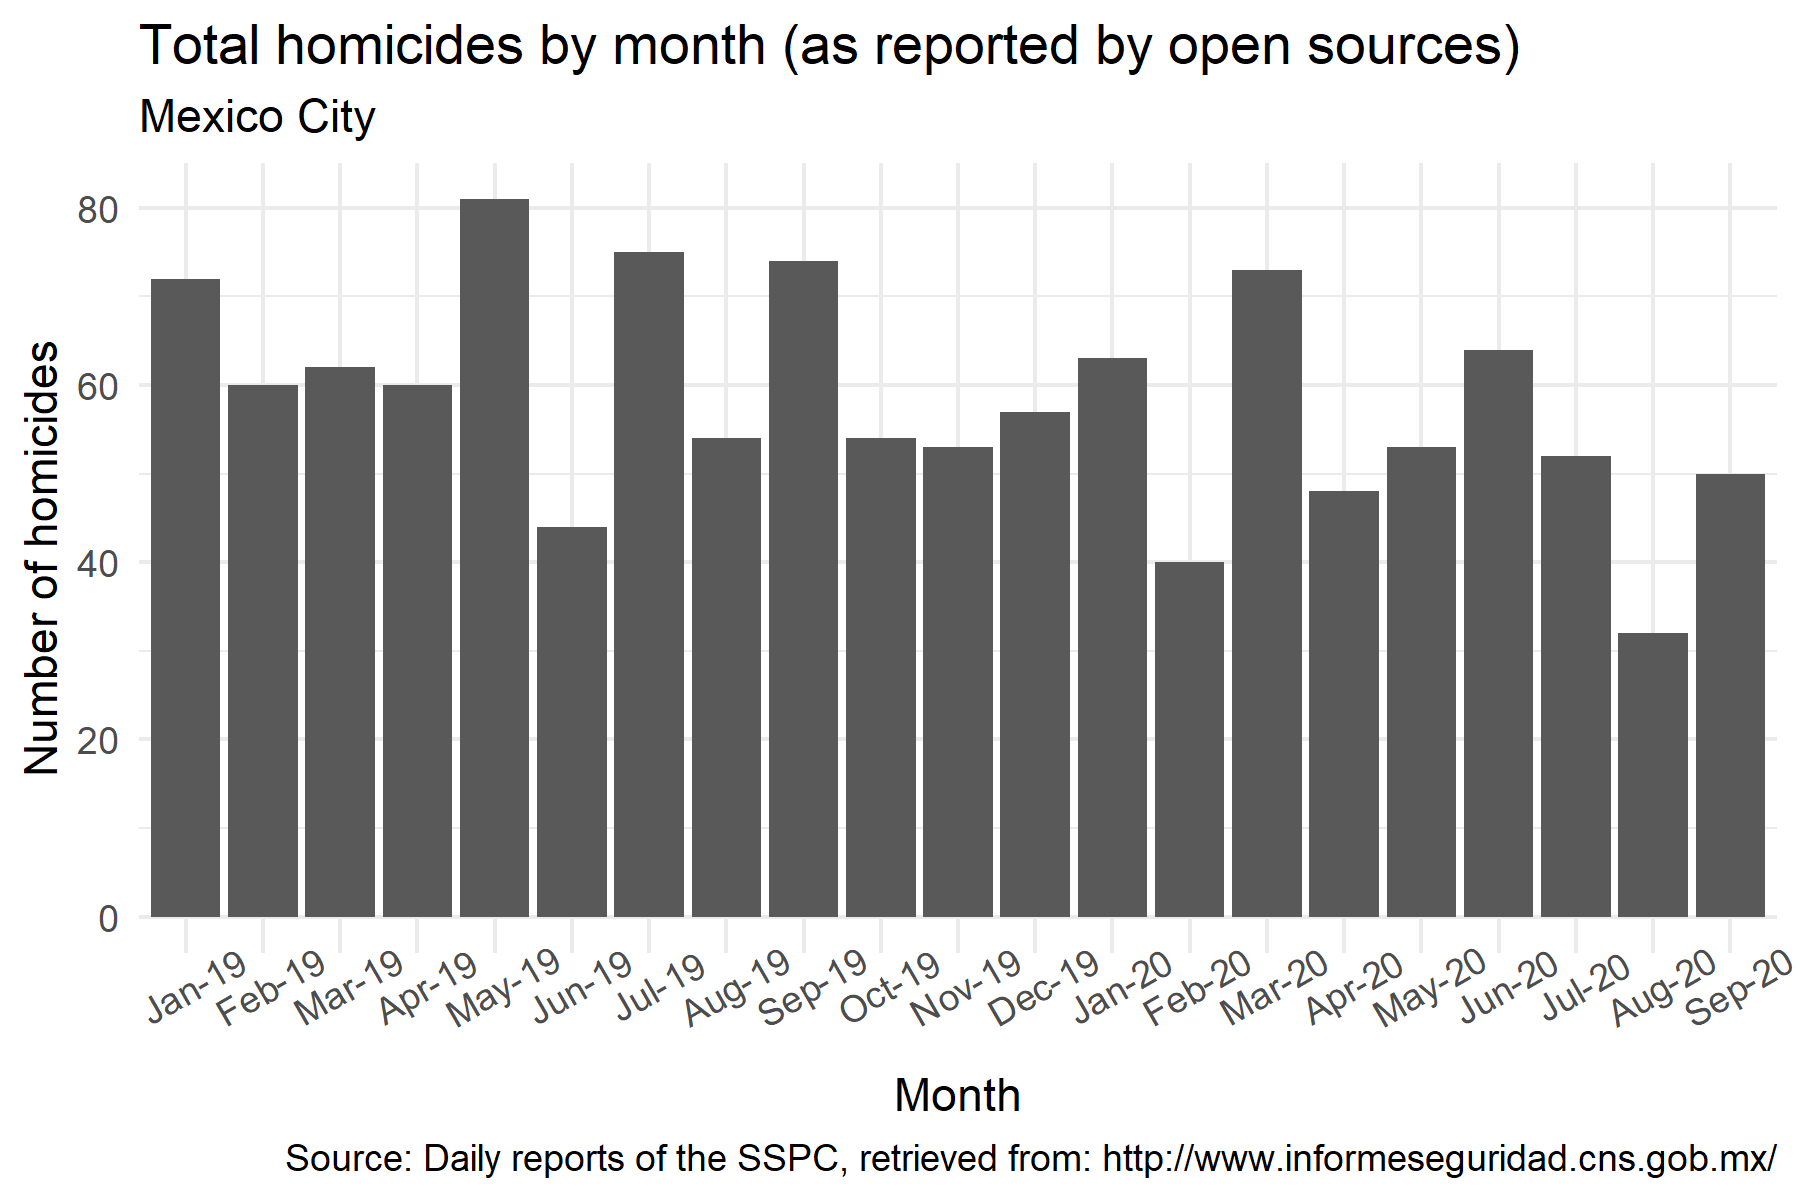 Total homicides by month (as reported by open sources)
Mexico City
Number of homicides
80
60
40
20
0
Jan-19
Feb-19
Mar-19
Apr-19
May-19
Jun-19
Jul-19
Aug-19
Sep-19
Oct-19
Nov-19
Dec-19
Jan-20
Feb-20
Mar-20
Apr-20
May-20
Jun-20
Jul-20
Aug-20
Sep-20
Month
Source: Daily reports of the SSPC, retrieved from: http://www.informeseguridad.cns.gob.mx/